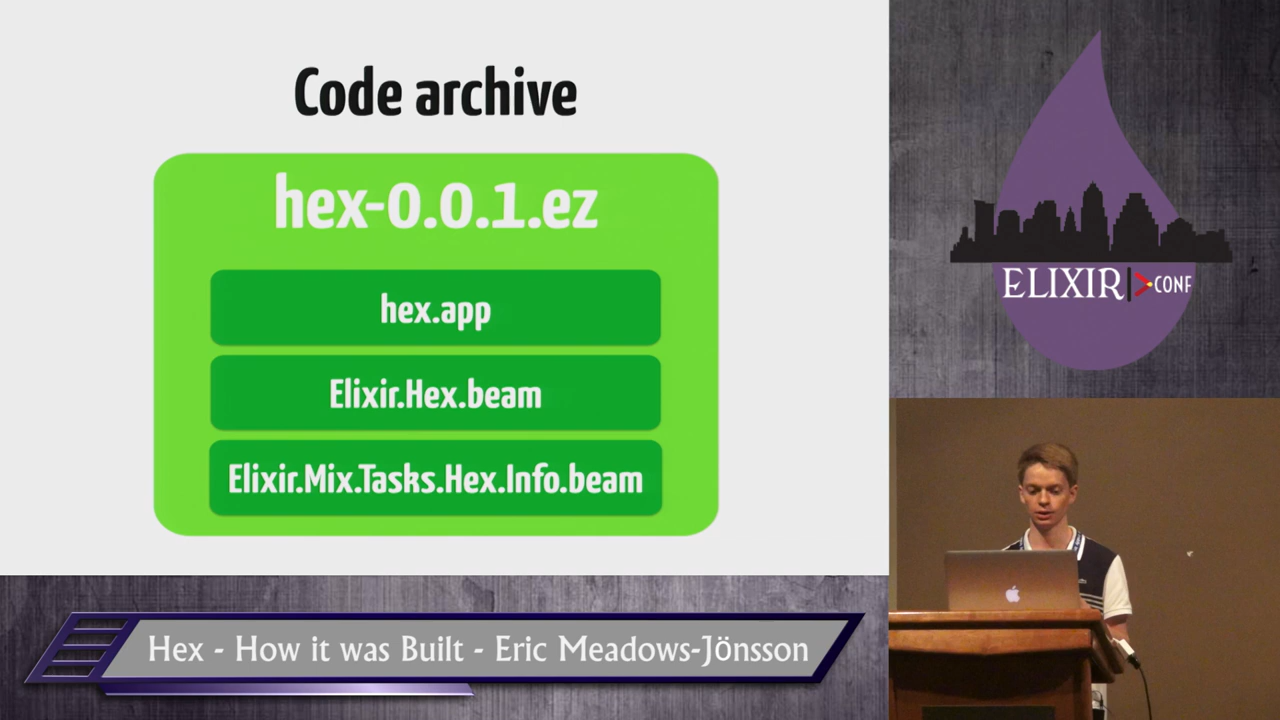 Code archive
hex-0.0.1.ez
hex.app
Elixir.Hex.beam
Elixir.Mix.Tasks.Hex.Info.beam
ELIXIR|>CONF
Hex - How it was Built - Eric Meadows-Jönsson